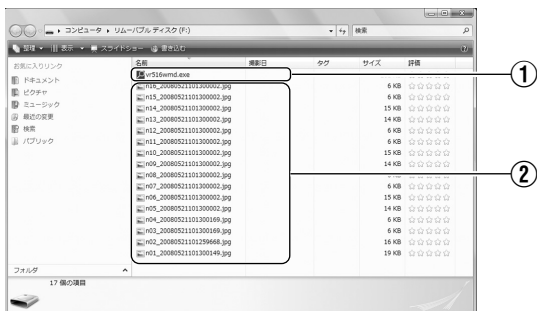 コンピュータ ▸ リムーバブル ディスク (F:)
検索
整理 表示 スライド ショー 書き込む
お気に入りリンク
ドキュメント
ピクチャ
ミュージック
最近の変更
検索
パブリック
フォルダ
名前 撮影日 タグ サイズ 評価
vr516wmd.exe
n16_20080521101300002.jpg 6 KB
n15_20080521101300002.jpg 6 KB
n14_20080521101300002.jpg 15 KB
n13_20080521101300002.jpg 14 KB
n12_20080521101300002.jpg 6 KB
n11_20080521101300002.jpg 6 KB
n10_20080521101300002.jpg 15 KB
n09_20080521101300002.jpg 14 KB
n08_20080521101300002.jpg
n07_20080521101300002.jpg 6 KB
n06_20080521101300002.jpg 15 KB
n05_20080521101300002.jpg 14 KB
n04_20080521101300169.jpg 6 KB
n03_20080521101300169.jpg 6 KB
n02_20080521101259668.jpg 16 KB
n01_20080521101300149.jpg 19 KB
17 個の項目
①
②